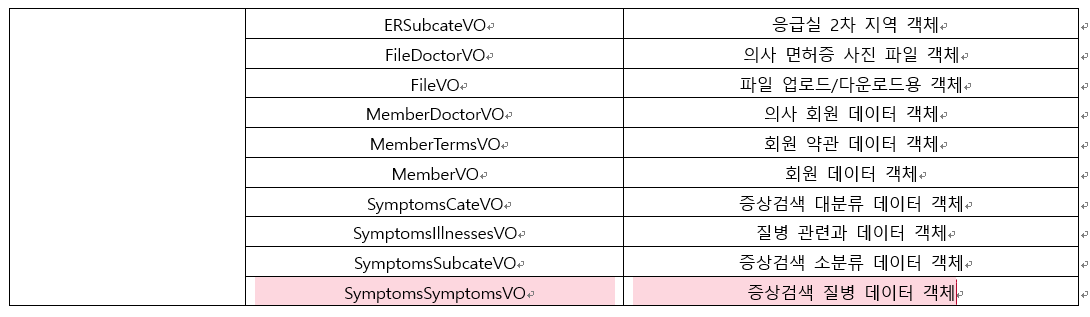 ERSubcateVO 응급실 2차 지역 객체
FileDoctorVO 의사 면허증 사진 파일 객체
FileVO 파일 업로드/다운로드용 객체
MemberDoctorVO 의사 회원 데이터 객체
MemberTermsVO 회원 약관 데이터 객체
MemberVO 회원 데이터 객체
SymptomsCateVO 증상검색 대분류 데이터 객체
SymptomsIllnessesVO 질병 관련과 데이터 객체
SymptomsSubcateVO 증상검색 소분류 데이터 객체
SymptomsSymptomsVO 증상검색 질병 데이터 객체